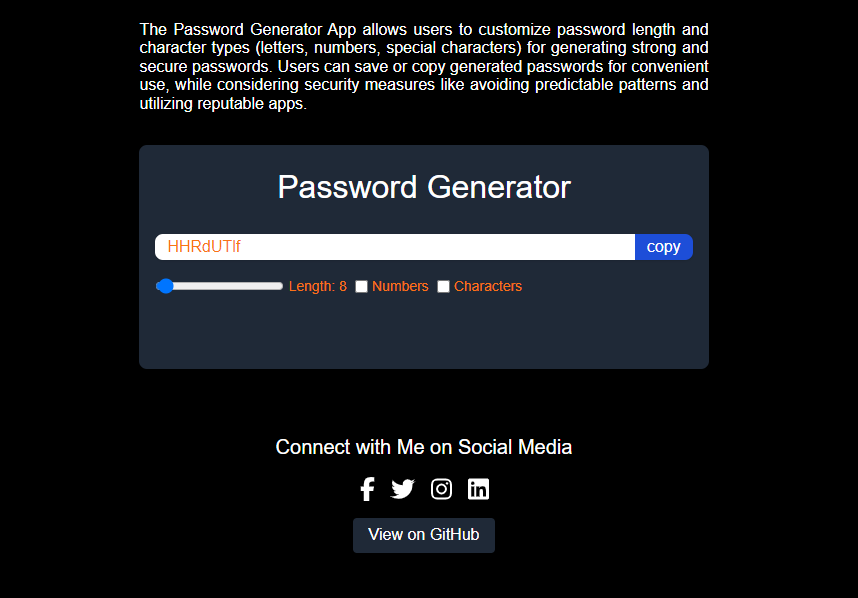 The Password Generator App allows users to customize password length and
character types (letters, numbers, special characters) for generating strong and
secure passwords. Users can save or copy generated passwords for convenient
use, while considering security measures like avoiding predictable patterns and
utilizing reputable apps.
Password Generator
HHRdUTIf copy
Length: 8 Numbers Characters
Connect with Me on Social Media
View on GitHub